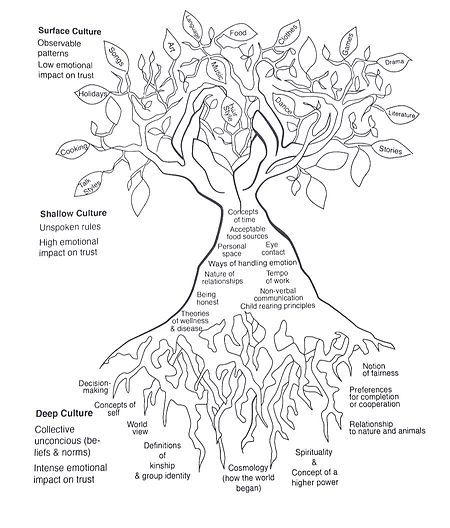 Surface Culture
Observable
patterns
Low emotional
impact on trust
Songs
Art
Language
Food
Clothes
Games
Drama
Holidays
Music
Hair
Style
Dance
Literature
Cooking
Stories
Talk
Styles
Shallow Culture
Unspoken rules
High emotional
impact on trust
Concepts
of time
Acceptable
food sources
Personal
space
Eye
contact
Ways of handling emotion
Nature of
relationships
Tempo
of work
Being
honest
Non-verbal
communication
Child rearing principles
Theories
of wellness
& disease
Deep Culture
Collective
unconcious (be-
liefs & norms)
Intense emotional
impact on trust
Decision-
making
Concepts of
self
World
view
Definitions
of
kinship
& group identity
Cosmology
(how the world
began)
Spirituality
&
Concept of a
higher power
Notion
of fairness
Preferences
for completion
or cooperation
Relationship
to nature and animals